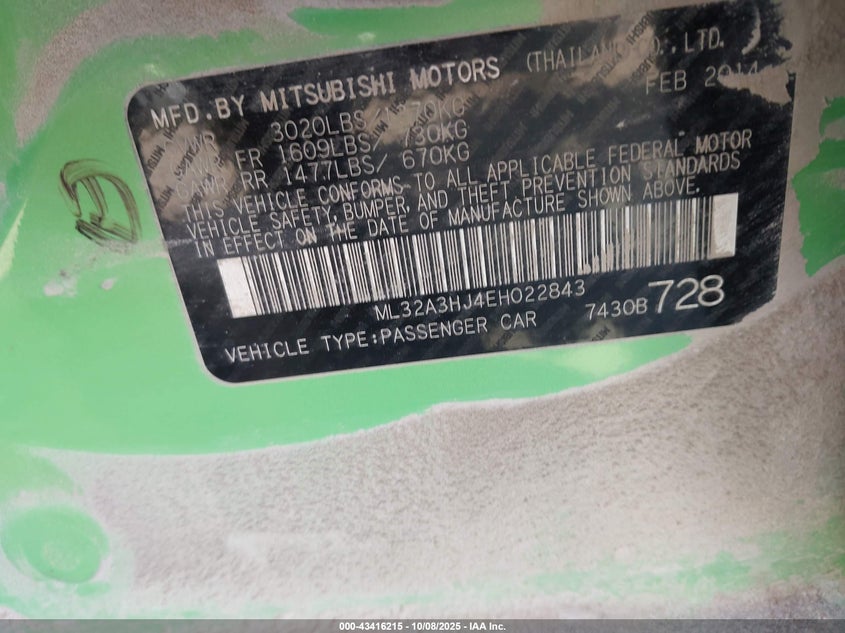 MFD.BY MITSUBISHI MOTORS (THAILAND) CO.,LTD.
FEB 2014
3020LBS/
FR 1609LBS/ 730KG
GAWR RR 1477LBS/ 670KG
THIS VEHICLE CONFORMS TO ALL APPLICABLE FEDERAL MOTOR
VEHICLE SAFETY, BUMPER, AND THEFT PREVENTION STANDARDS
IN EFFECT ON THE DATE OF MANUFACTURE SHOWN ABOVE.
ML32A3HJ4EH022843
7430B 728
VEHICLE TYPE:PASSENGER CAR
000-43416215 - 10/08/2025 - IAA Inc.